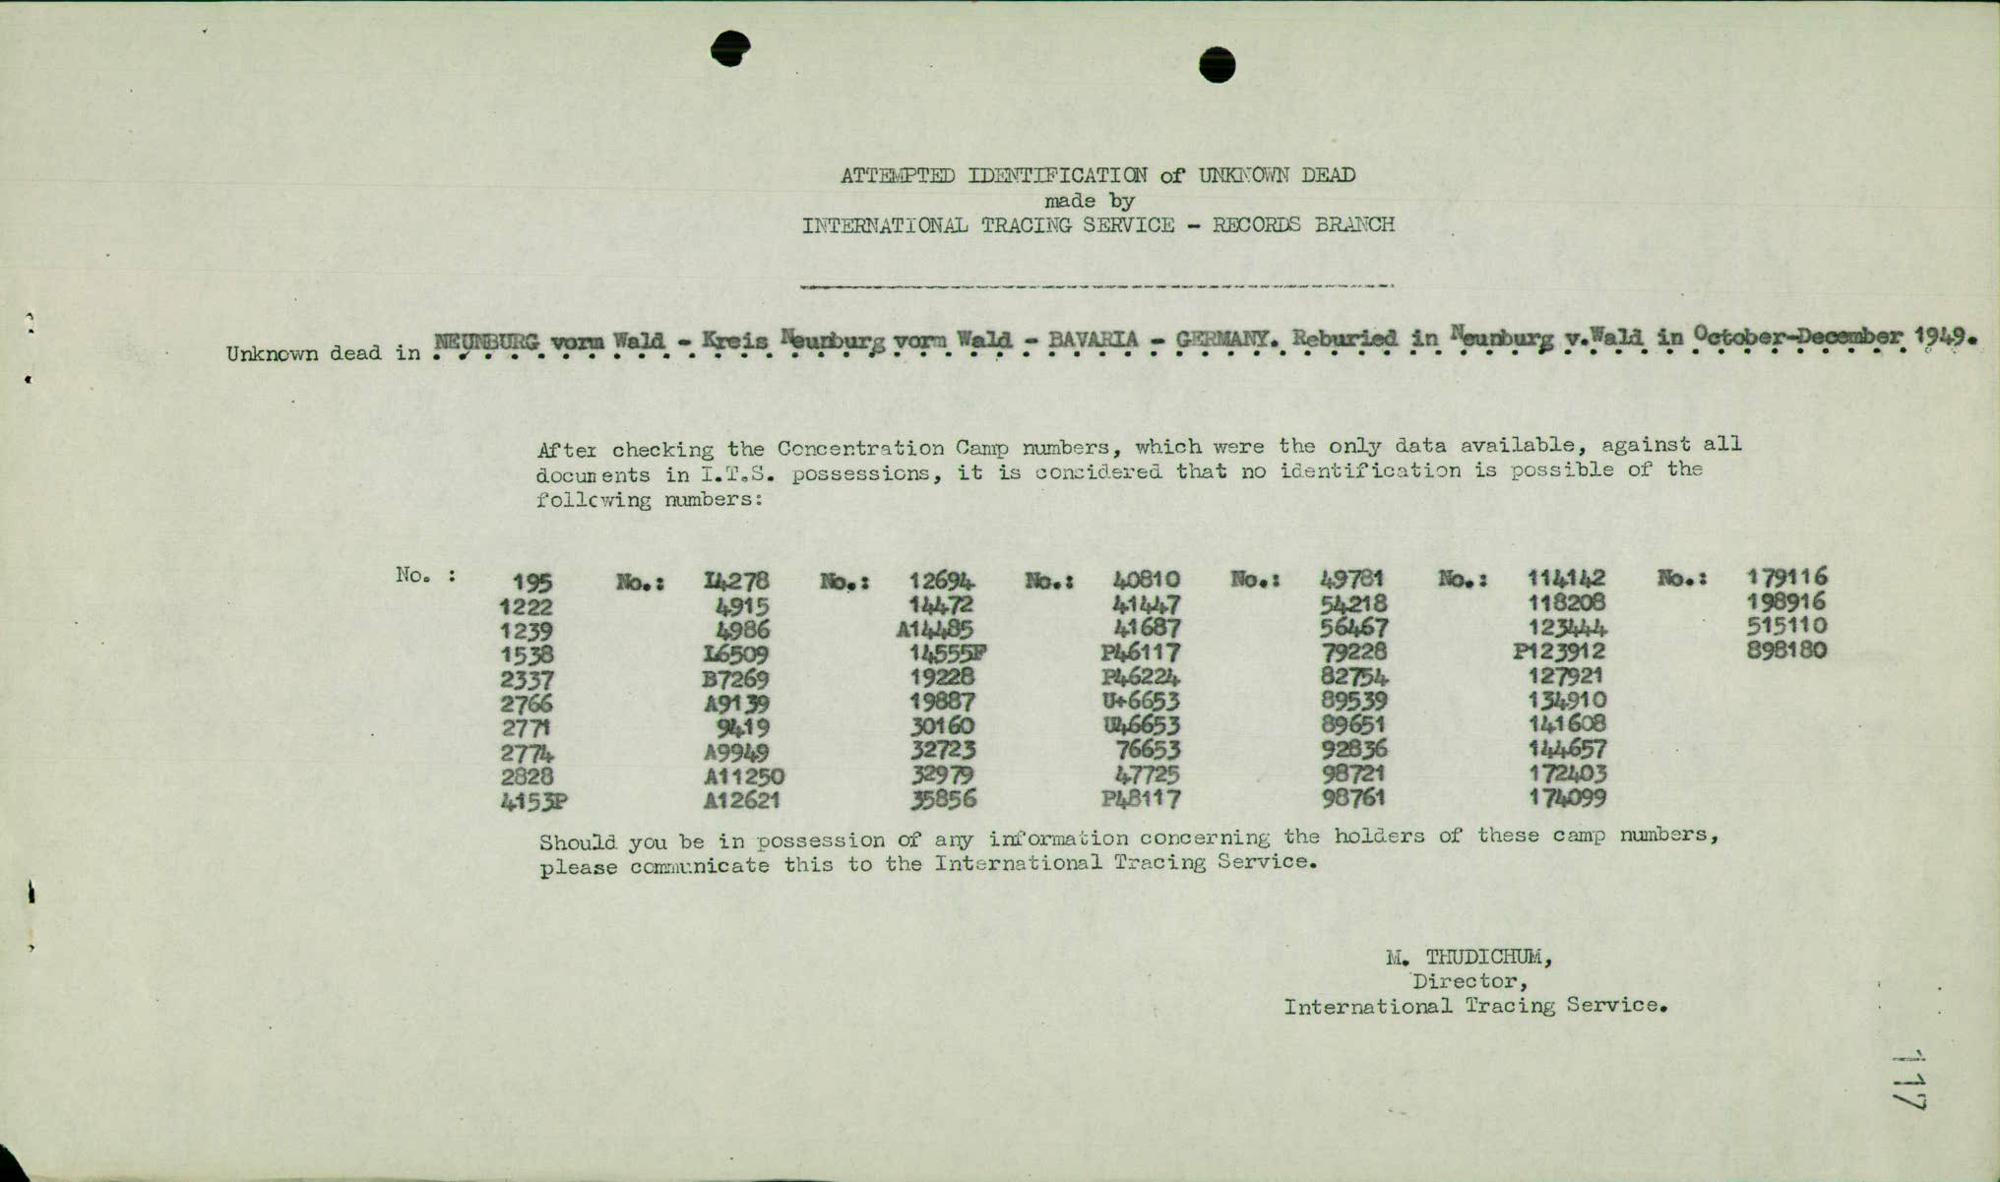 ATTEMPTED IDENTIFICATION of UNKNOWN DEAD
made by
INTERNATIONAL TRACING SERVICE - RECORDS BRANCH
Unknown dead in NEUNBURG vorm Wald - Kreis Neunburg vorm Wald - BAVARIA - GERMANY. Reburied in Neunburg v.Wald in October-December 1949.
After checking the Concentration Camp numbers, which were the only data available, against all
documents in I.T.S. possessions, it is considered that no identification is possible of the
following numbers:
No. : 195 No.: I4278 No.: 12694 No.: 40810 No.: 49781 No.: 114142 No.: 179116
1222 4915 14472 41447 54218 118208 198916
1239 4986 A14485 41687 56467 123444 515110
1538 I6509 14555F P46117 79228 P123912 898180
2337 B7269 19228 P46224 82754 127921
2766 A9139 19887 U+6653 89539 134910
2771 9419 30160 U46653 89651 141608
2774 A9949 32723 76653 92836 144657
2828 A11250 32979 47725 98721 172403
4153P A12621 35856 P48117 98761 174099
Should you be in possession of any information concerning the holders of these camp numbers,
please communicate this to the International Tracing Service.
M. THUDICHUM,
Director,
International Tracing Service.
117